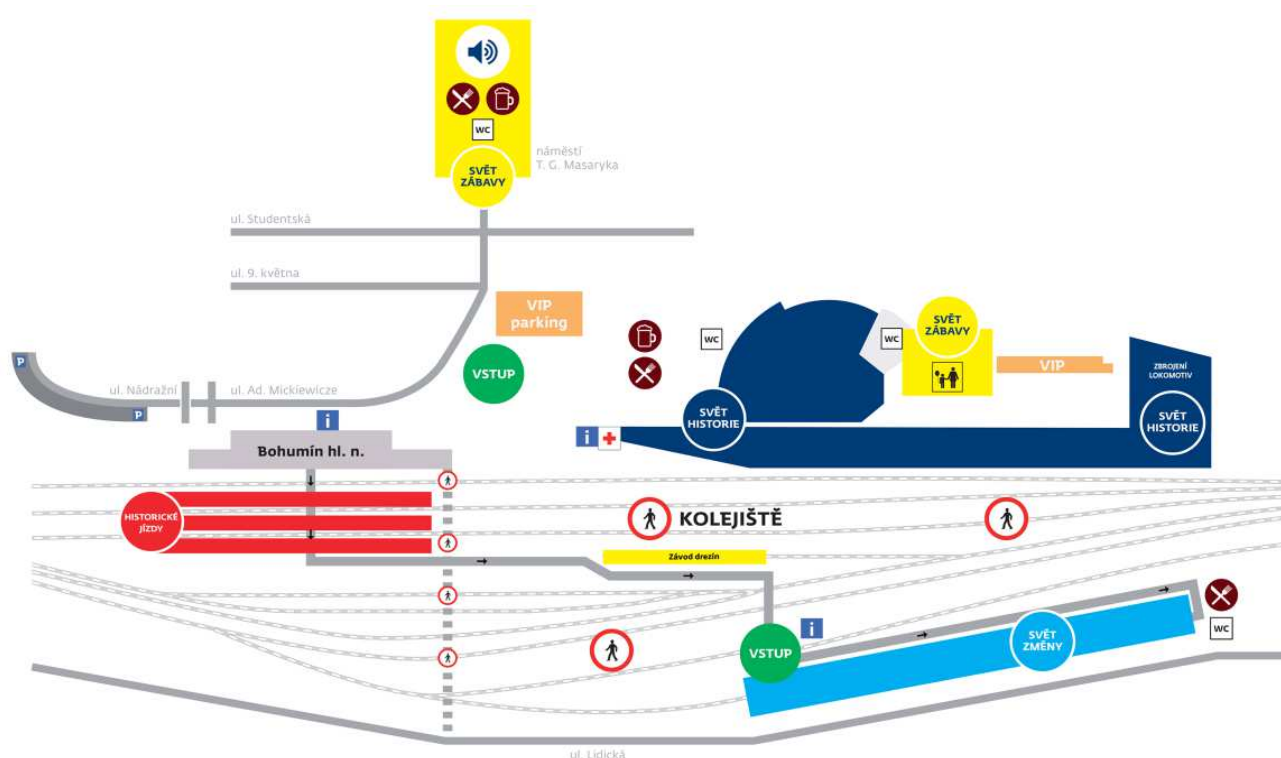 WC
SVĚT
ZÁBAVY
náměstí
T. G. Masaryka
ul. Studentská
ul. 9. května
VIP
parking
VSTUP
WC
WC
SVĚT
ZÁBAVY
VIP
ZBROJENÍ
LOKOMOTIV
SVĚT
HISTORIE
SVĚT
HISTORIE
P
P
ul. Nádražní
ul. Ad. Mickiewicze
i
Bohumín hl. n.
i
HISTORICKÉ
JÍZDY
KOLEJIŠTĚ
Závod drezín
VSTUP
i
SVĚT
ZMĚNY
WC
ul. Lidická